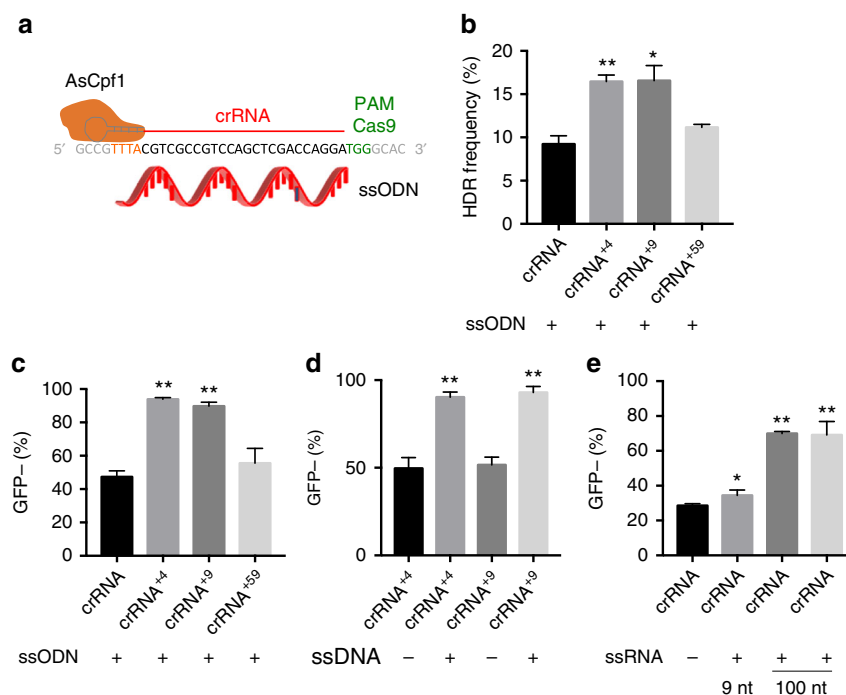 a
AsCpf1
crRNA
PAM
Cas9
5′ GCCGTTTACGTCGCCGTCCAGCTCGACCAGGATGGGCAC 3′
ssODN
b
HDR frequency (%)
20
15
10
5
0
crRNA crRNA+4 crRNA+9 crRNA+59
** *
ssODN + + + +
c
GFP– (%)
100
80
60
40
20
0
** **
crRNA crRNA+4 crRNA+9 crRNA+59
ssODN + + + +
d
GFP– (%)
100
50
0
** **
crRNA+4 crRNA+4 crRNA+9 crRNA+9
ssDNA – + – +
e
GFP– (%)
100
80
60
40
20
0
* ** **
crRNA crRNA crRNA crRNA
ssRNA – + + +
9 nt 100 nt